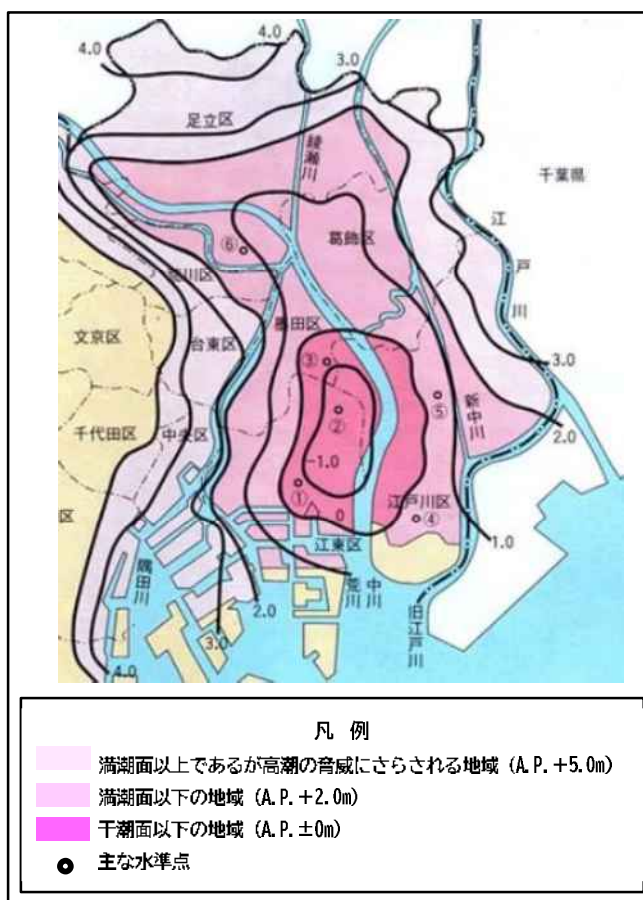 4.0
4.0
3.0
足立区
綾瀬川
千葉県
江戸川
葛飾区
⑥
荒川区
文京区
台東区
墨田区
③
3.0
②
⑤
新中川
千代田区
中央区
2.0
-1.0
①
江戸川区
④
区
0
江東区
1.0
隅田川
荒川
中川
旧江戸川
2.0
3.0
4.0
凡 例
満潮面以上であるが高潮の脅威にさらされる地域 (A.P.+5.0m)
満潮面以下の地域 (A.P.+2.0m)
干潮面以下の地域 (A.P.±0m)
主な水準点